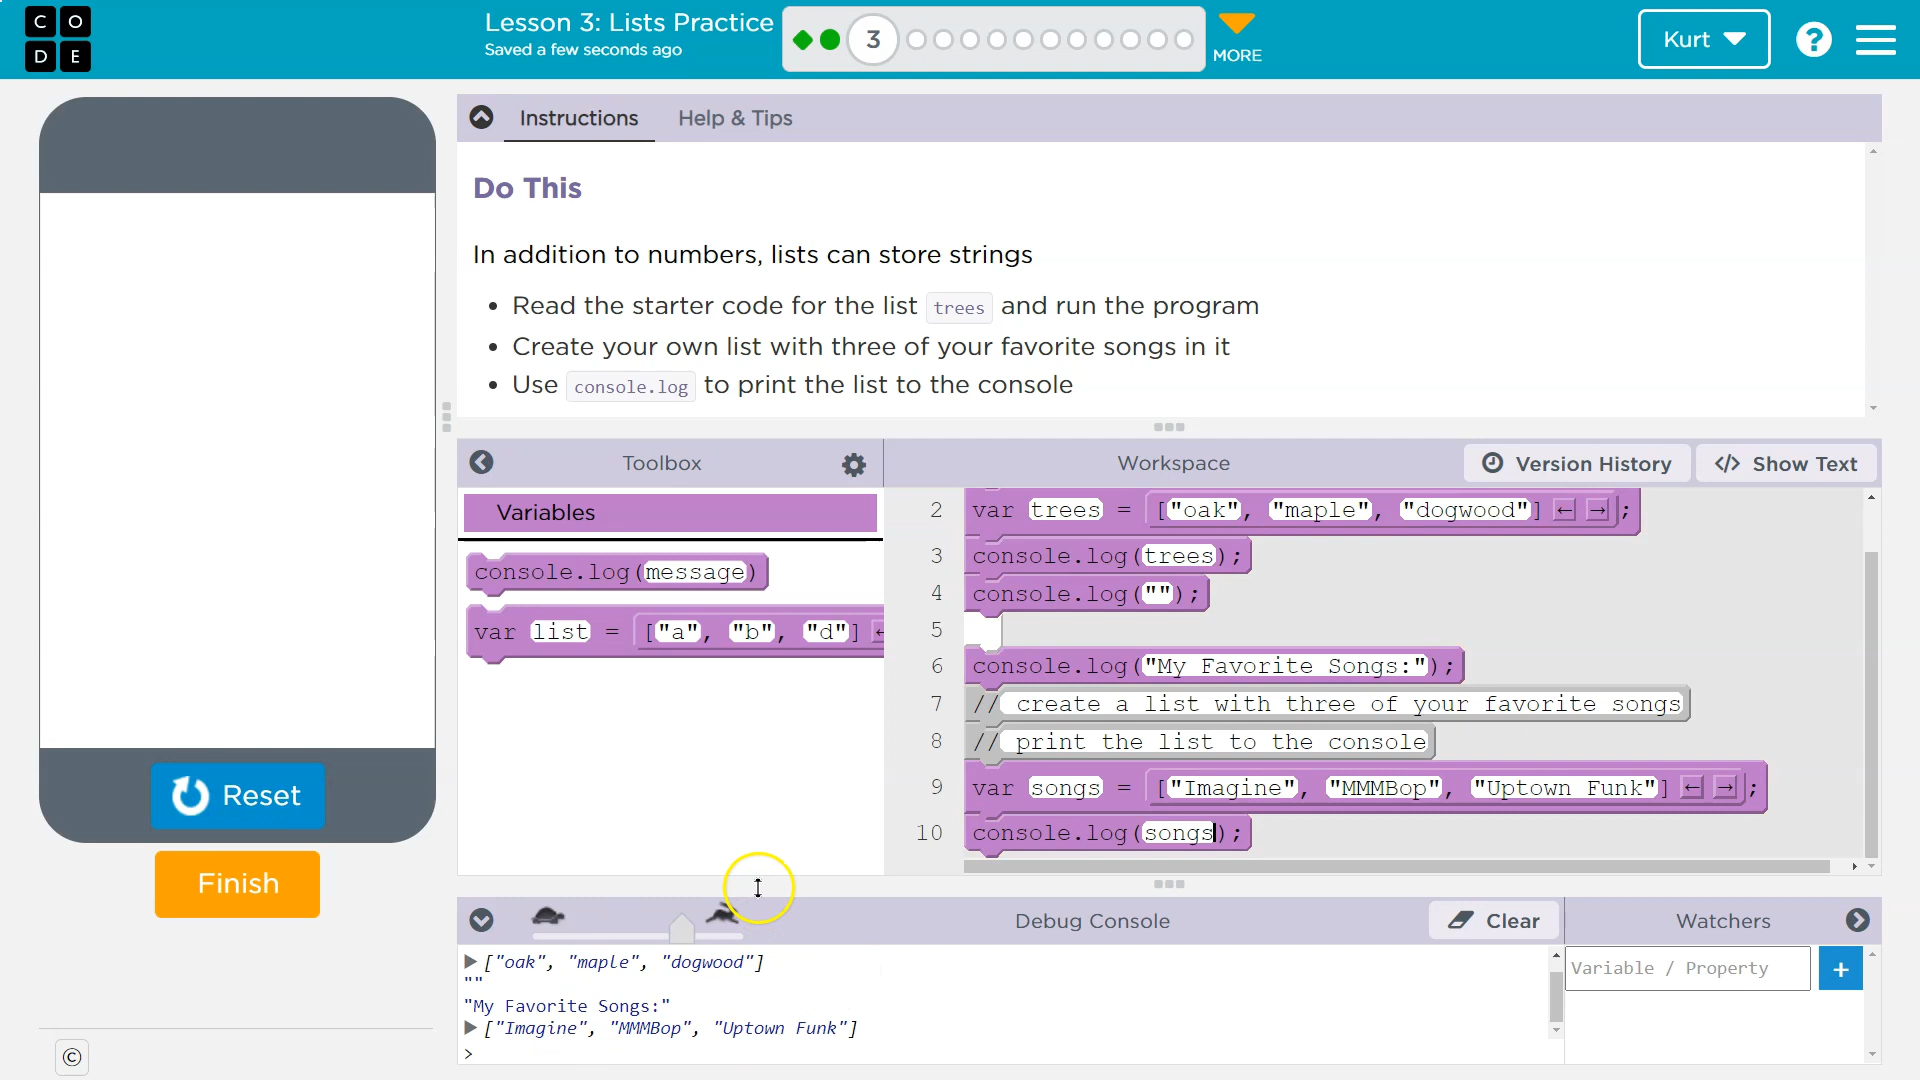 CODE
Lesson 3: Lists Practice
Saved a few seconds ago
3
MORE
Kurt
?
Instructions
Help & Tips
Do This
In addition to numbers, lists can store strings
• Read the starter code for the list trees and run the program
• Create your own list with three of your favorite songs in it
• Use console.log to print the list to the console
Toolbox
Workspace
Version History
</> Show Text
Variables
console.log(message)
var list = ["a", "b", "d"] ←
2 var trees = ["oak", "maple", "dogwood"] ← → ;
3 console.log(trees);
4 console.log("");
5
6 console.log("My Favorite Songs:");
7 // create a list with three of your favorite songs
8 // print the list to the console
9 var songs = ["Imagine", "MMMBop", "Uptown Funk"] ← → ;
10 console.log(songs);
Reset
Finish
Debug Console
Clear
Watchers
["oak", "maple", "dogwood"]
""
"My Favorite Songs:"
["Imagine", "MMMBop", "Uptown Funk"]
>
Variable / Property
+
©